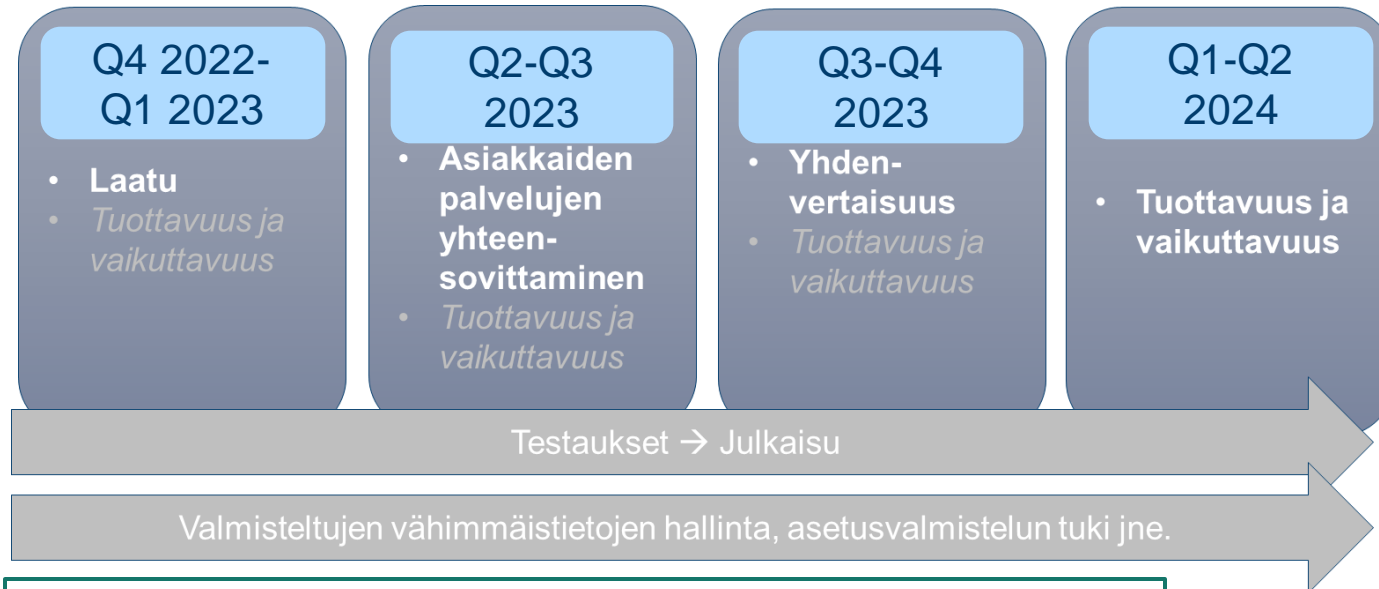 Q4 2022-
Q1 2023
• Laatu
• Tuottavuus ja
vaikuttavuus
Q2-Q3
2023
• Asiakkaiden
palvelujen
yhteen-
sovittaminen
• Tuottavuus ja
vaikuttavuus
Q3-Q4
2023
• Yhden-
vertaisuus
• Tuottavuus ja
vaikuttavuus
Q1-Q2
2024
• Tuottavuus ja
vaikuttavuus
Testaukset → Julkaisu
Valmisteltujen vähimmäistietojen hallinta, asetusvalmistelun tuki jne.